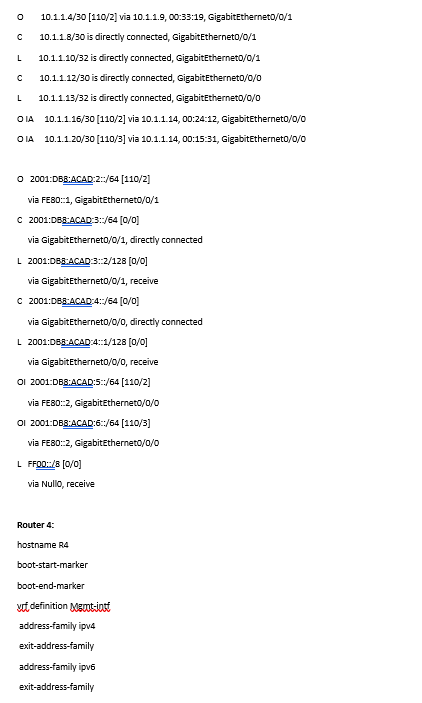 O 10.1.1.4/30 [110/2] via 10.1.1.9, 00:33:19, GigabitEthernet0/0/1
C 10.1.1.8/30 is directly connected, GigabitEthernet0/0/1
L 10.1.1.10/32 is directly connected, GigabitEthernet0/0/1
C 10.1.1.12/30 is directly connected, GigabitEthernet0/0/0
L 10.1.1.13/32 is directly connected, GigabitEthernet0/0/0
O IA 10.1.1.16/30 [110/2] via 10.1.1.14, 00:24:12, GigabitEthernet0/0/0
O IA 10.1.1.20/30 [110/3] via 10.1.1.14, 00:15:31, GigabitEthernet0/0/0
O 2001:DB8:ACAD:2::/64 [110/2]
via FE80::1, GigabitEthernet0/0/1
C 2001:DB8:ACAD:3::/64 [0/0]
via GigabitEthernet0/0/1, directly connected
L 2001:DB8:ACAD:3::2/128 [0/0]
via GigabitEthernet0/0/1, receive
C 2001:DB8:ACAD:4::/64 [0/0]
via GigabitEthernet0/0/0, directly connected
L 2001:DB8:ACAD:4::1/128 [0/0]
via GigabitEthernet0/0/0, receive
OI 2001:DB8:ACAD:5::/64 [110/2]
via FE80::2, GigabitEthernet0/0/0
OI 2001:DB8:ACAD:6::/64 [110/3]
via FE80::2, GigabitEthernet0/0/0
L FF00::/8 [0/0]
via Null0, receive
Router 4:
hostname R4
boot-start-marker
boot-end-marker
vrf definition Mgmt-intf
address-family ipv4
exit-address-family
address-family ipv6
exit-address-family